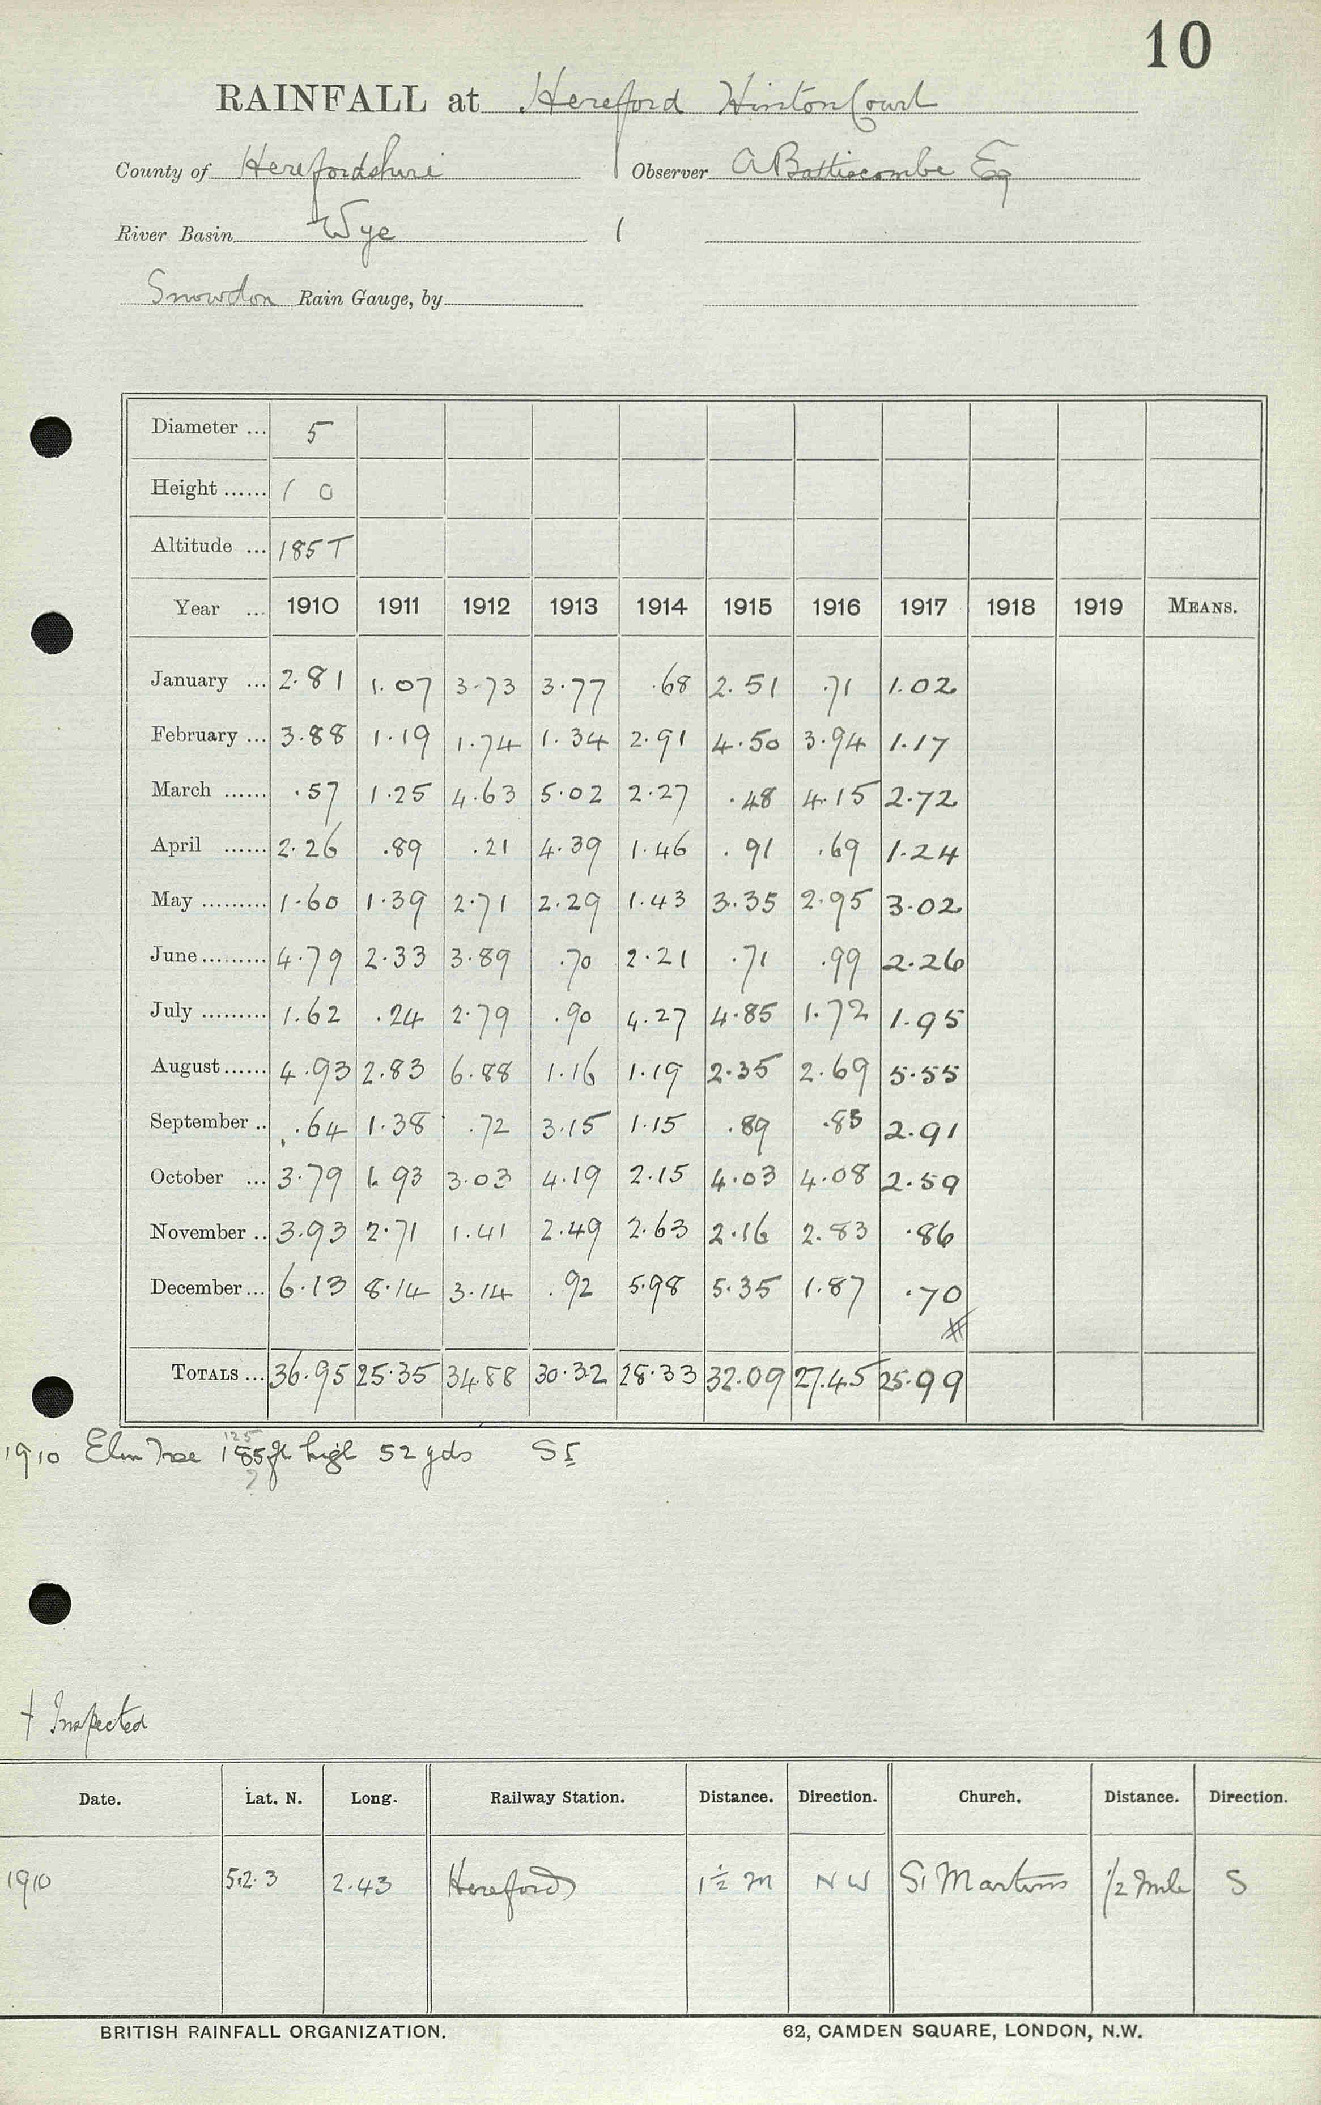 10
RAINFALL at Hereford Hinton Court
County of Herefordshire Observer A Battiscombe Esq
River Basin Wye 1
Snowdon Rain Gauge, by
Diameter ... 5
Height ...... 1 0
Altitude ... 185 T
Year ... 1910 1911 1912 1913 1914 1915 1916 1917 1918 1919 MEANS.
January ... 2.81 1.07 3.73 3.77 .68 2.51 .71 1.02
February ... 3.88 1.19 1.74 1.34 2.91 4.50 3.94 1.17
March ...... .57 1.25 4.63 5.02 2.27 .48 4.15 2.72
April ...... 2.26 .89 .21 4.39 1.46 .91 .69 1.24
May ......... 1.60 1.39 2.71 2.29 1.43 3.35 2.95 3.02
June ......... 4.79 2.33 3.89 .70 2.21 .71 .99 2.26
July ......... 1.62 .24 2.79 .90 4.27 4.85 1.72 1.95
August ...... 4.93 2.83 6.88 1.16 1.19 2.35 2.69 5.55
September .. .64 1.38 .72 3.15 1.15 .89 .83 2.91
October ... 3.79 1.93 3.03 4.19 2.15 4.03 4.08 2.59
November .. 3.93 2.71 1.41 2.49 2.63 2.16 2.83 .86
December ... 6.13 8.14 3.14 .92 5.98 5.35 1.87 .70
TOTALS ... 36.95 25.35 34.88 30.32 28.33 32.09 27.45 25.99
125
1910 Elm Tree 185 ft high 52 yds SE
?
† Inspected
Date. Lat. N. Long. Railway Station. Distance. Direction. Church. Distance. Direction.
1910 52.3 2.43 Hereford 1½ m NW St Martins 1/2 mile S
BRITISH RAINFALL ORGANIZATION. 62, CAMDEN SQUARE, LONDON, N.W.